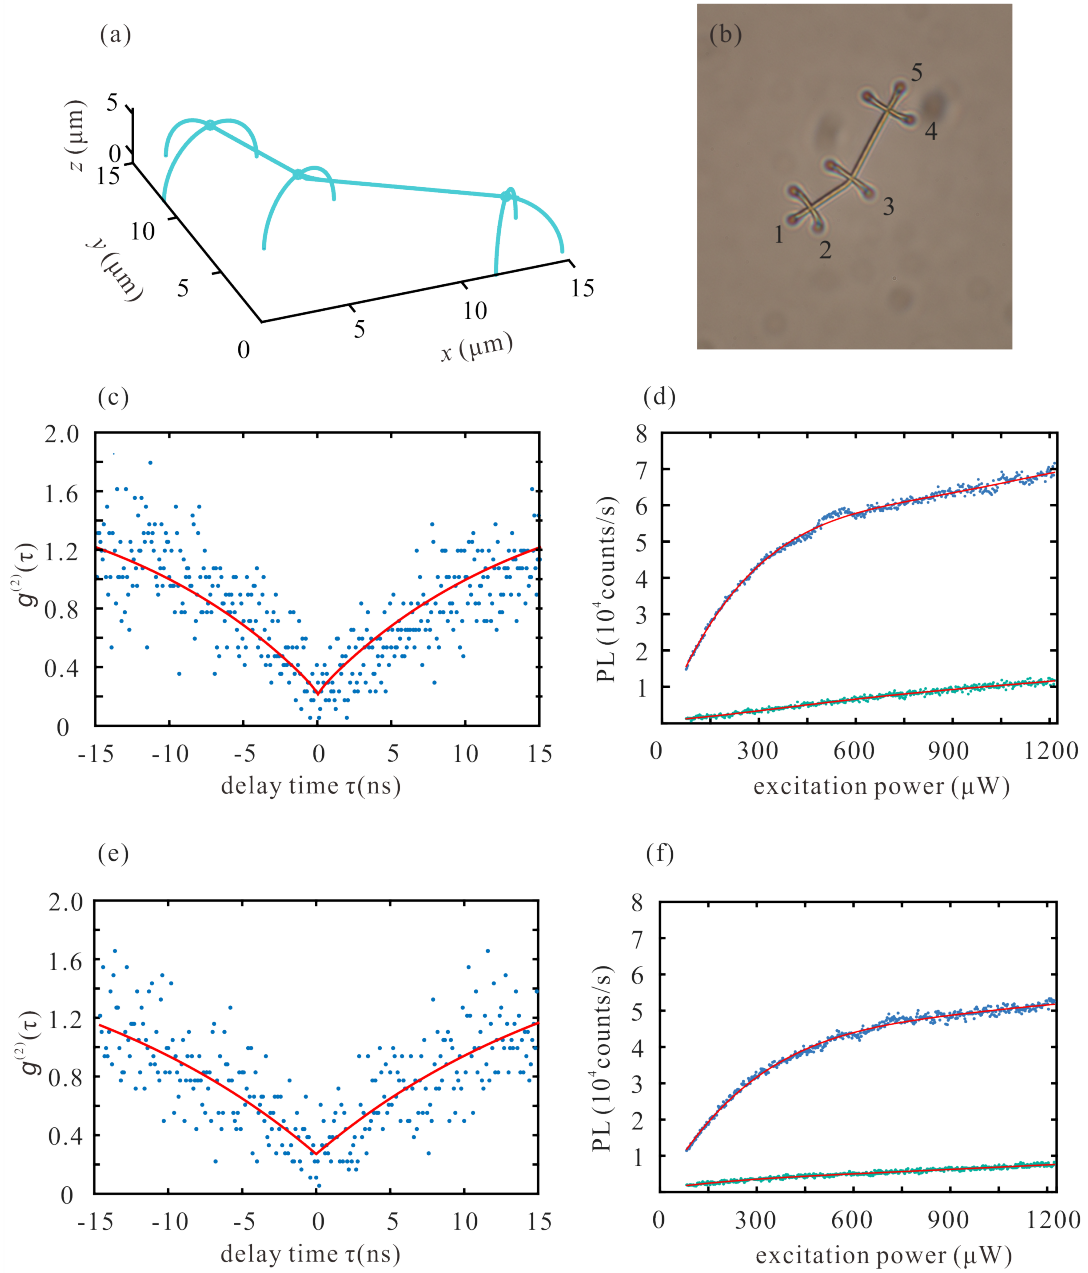 (a)
5
0
z (μm)
15
10
5
0
y (μm)
5
10
15
x (μm)
(b)
5
4
3
1
2
(c)
2.0
1.6
1.2
0.8
0.4
0
g⁽²⁾(τ)
-15 -10 -5 0 5 10 15
delay time τ(ns)
(d)
8
7
6
5
4
3
2
1
PL (10⁴ counts/s)
0 300 600 900 1200
excitation power (μW)
(e)
2.0
1.6
1.2
0.8
0.4
0
g⁽²⁾(τ)
-15 -10 -5 0 5 10 15
delay time τ(ns)
(f)
8
7
6
5
4
3
2
1
PL (10⁴ counts/s)
0 300 600 900 1200
excitation power (μW)